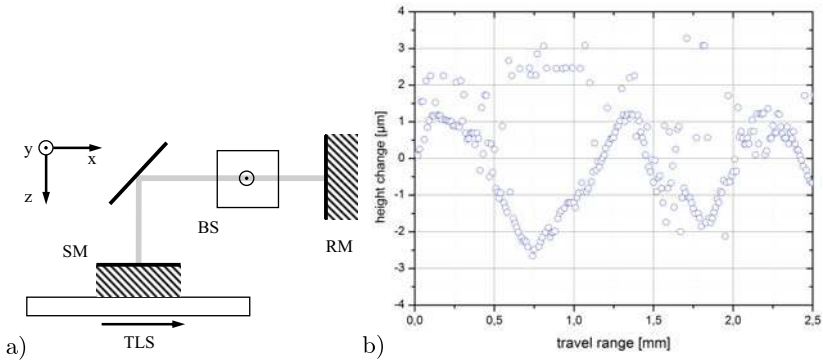 a)
y
x
z
SM
BS
RM
TLS
b)
height change [µm]
4
3
2
1
0
-1
-2
-3
-4
0,0 0,5 1,0 1,5 2,0 2,5
travel range [mm]